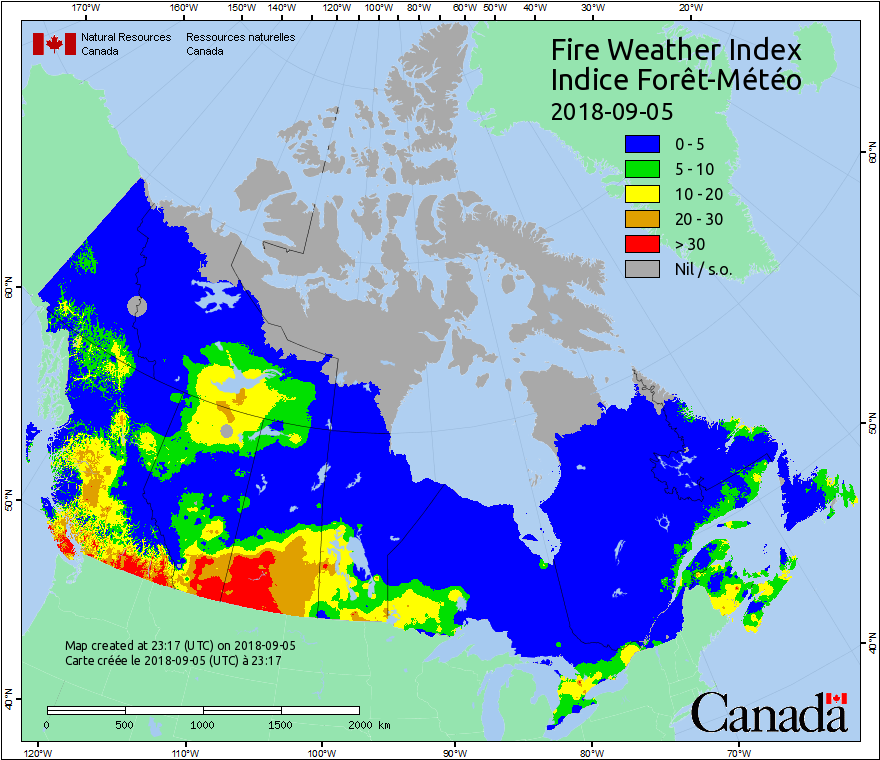 170°W 160°W 150°W 140°W 130°W 120°W 110°W 100°W 90°W 80°W 70°W 60°W 50°W 40°W 30°W 20°W
Natural Resources Ressources naturelles
Canada Canada
Fire Weather Index
Indice Forêt-Météo
2018-09-05
0 - 5
5 - 10
10 - 20
20 - 30
> 30
Nil / s.o.
60°N
60°N
50°N
50°N
40°N
40°N
Map created at 23:17 (UTC) on 2018-09-05
Carte créée le 2018-09-05 (UTC) à 23:17
0 500 1000 1500 2000 km
Canada
120°W 110°W 100°W 90°W 80°W 70°W